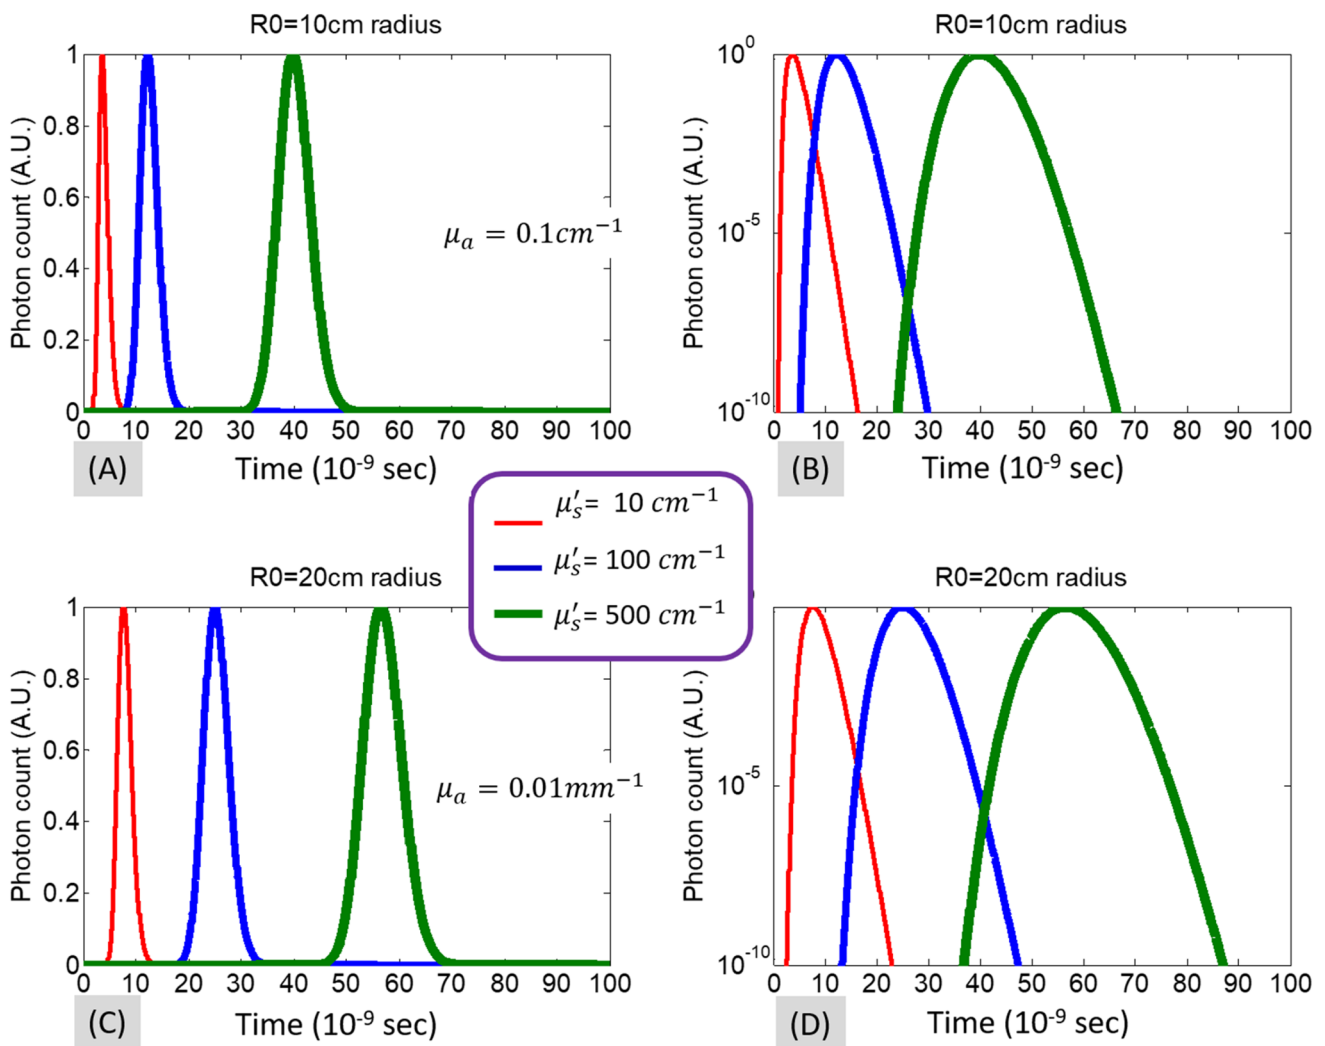 R0=10cm radius
Photon count (A.U.)
1
0.8
0.6
0.4
0.2
0
μₐ = 0.1cm⁻¹
0 10 20 30 40 50 60 70 80 90 100
(A)
Time (10⁻⁹ sec)
R0=10cm radius
Photon count (A.U.)
10⁰
10⁻⁵
10⁻¹⁰
0 10 20 30 40 50 60 70 80 90 100
(B)
Time (10⁻⁹ sec)
μ′ₛ= 10 cm⁻¹
μ′ₛ= 100 cm⁻¹
μ′ₛ= 500 cm⁻¹
R0=20cm radius
Photon count (A.U.)
1
0.8
0.6
0.4
0.2
0
μₐ = 0.01mm⁻¹
0 10 20 30 40 50 60 70 80 90 100
(C)
Time (10⁻⁹ sec)
R0=20cm radius
Photon count (A.U.)
10⁻⁵
10⁻¹⁰
0 10 20 30 40 50 60 70 80 90 100
(D)
Time (10⁻⁹ sec)